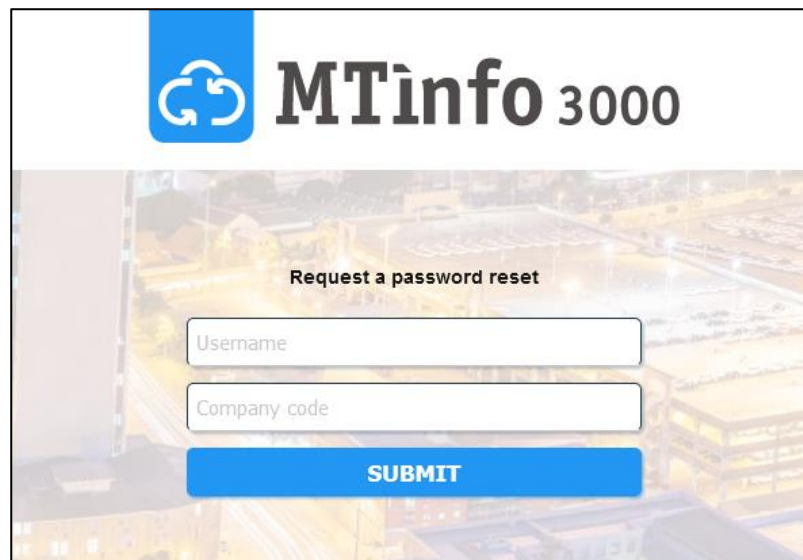 MTinfo 3000
Request a password reset
Username
Company code
SUBMIT